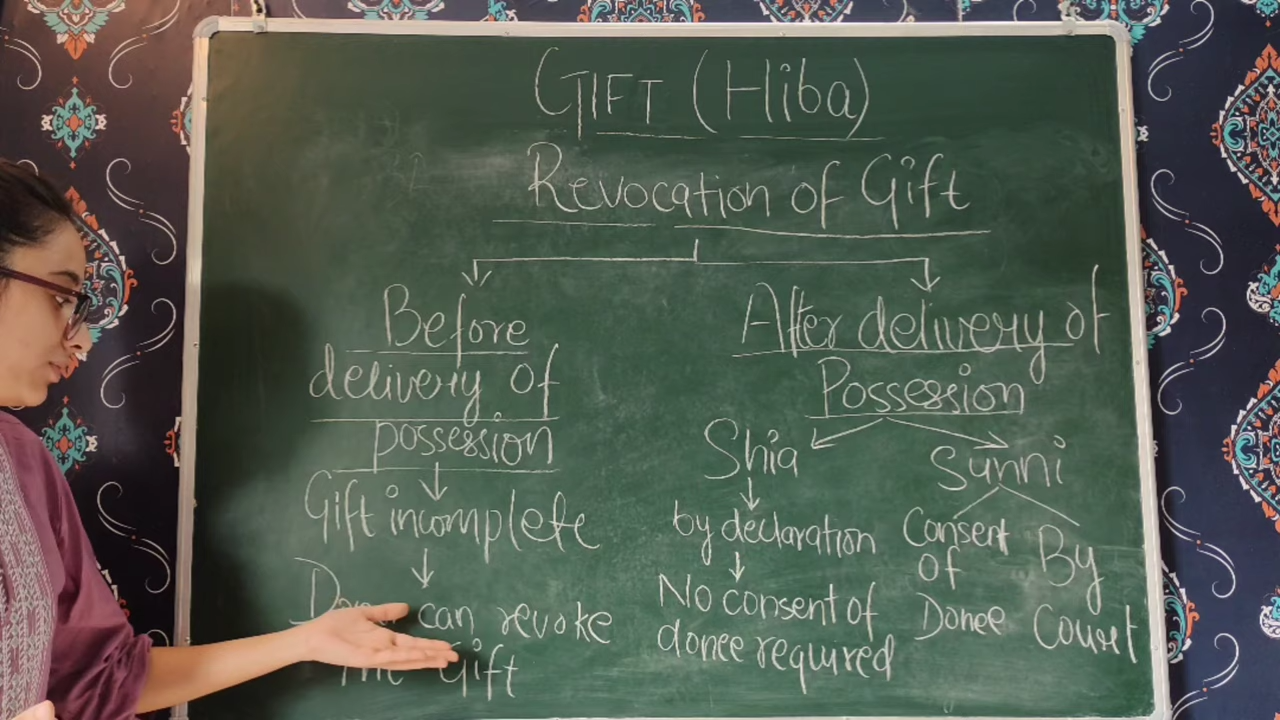 GIFT (Hiba)
Revocation of Gift
Before
delivery of
possession
Gift incomplete
can revoke
Gift
After delivery of
Possession
Shia
by declaration
No consent of
donee required
Sunni
Consent
of
Donee
By
Court